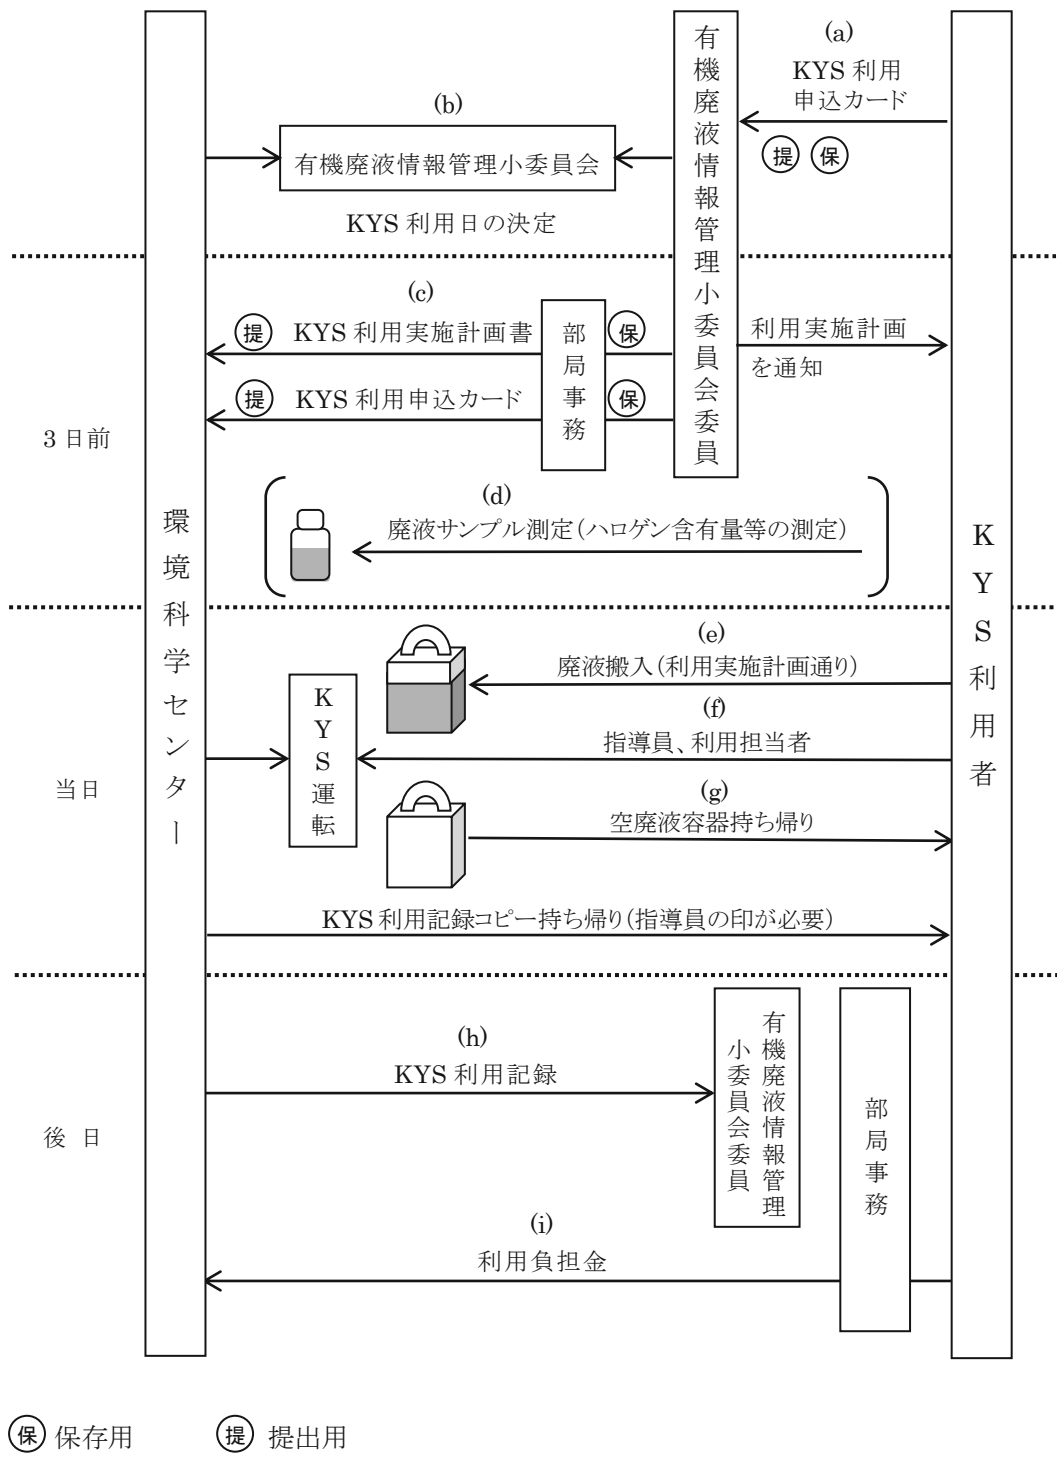 (a)
KYS 利用
申込カード
提 保
有機廃液情報管理小委員会委員
(b)
有機廃液情報管理小委員会
KYS 利用日の決定
(c)
提 KYS 利用実施計画書
保
部局事務
利用実施計画
を通知
提 KYS 利用申込カード
保
3 日前
(d)
廃液サンプル測定（ハロゲン含有量等の測定）
環境科学センター
KYS利用者
(e)
廃液搬入（利用実施計画通り）
(f)
指導員、利用担当者
KYS運転
当日
(g)
空廃液容器持ち帰り
KYS 利用記録コピー持ち帰り（指導員の印が必要）
(h)
KYS 利用記録
有機廃液情報管理
小委員会委員
部局事務
後 日
(i)
利用負担金
保 保存用
提 提出用